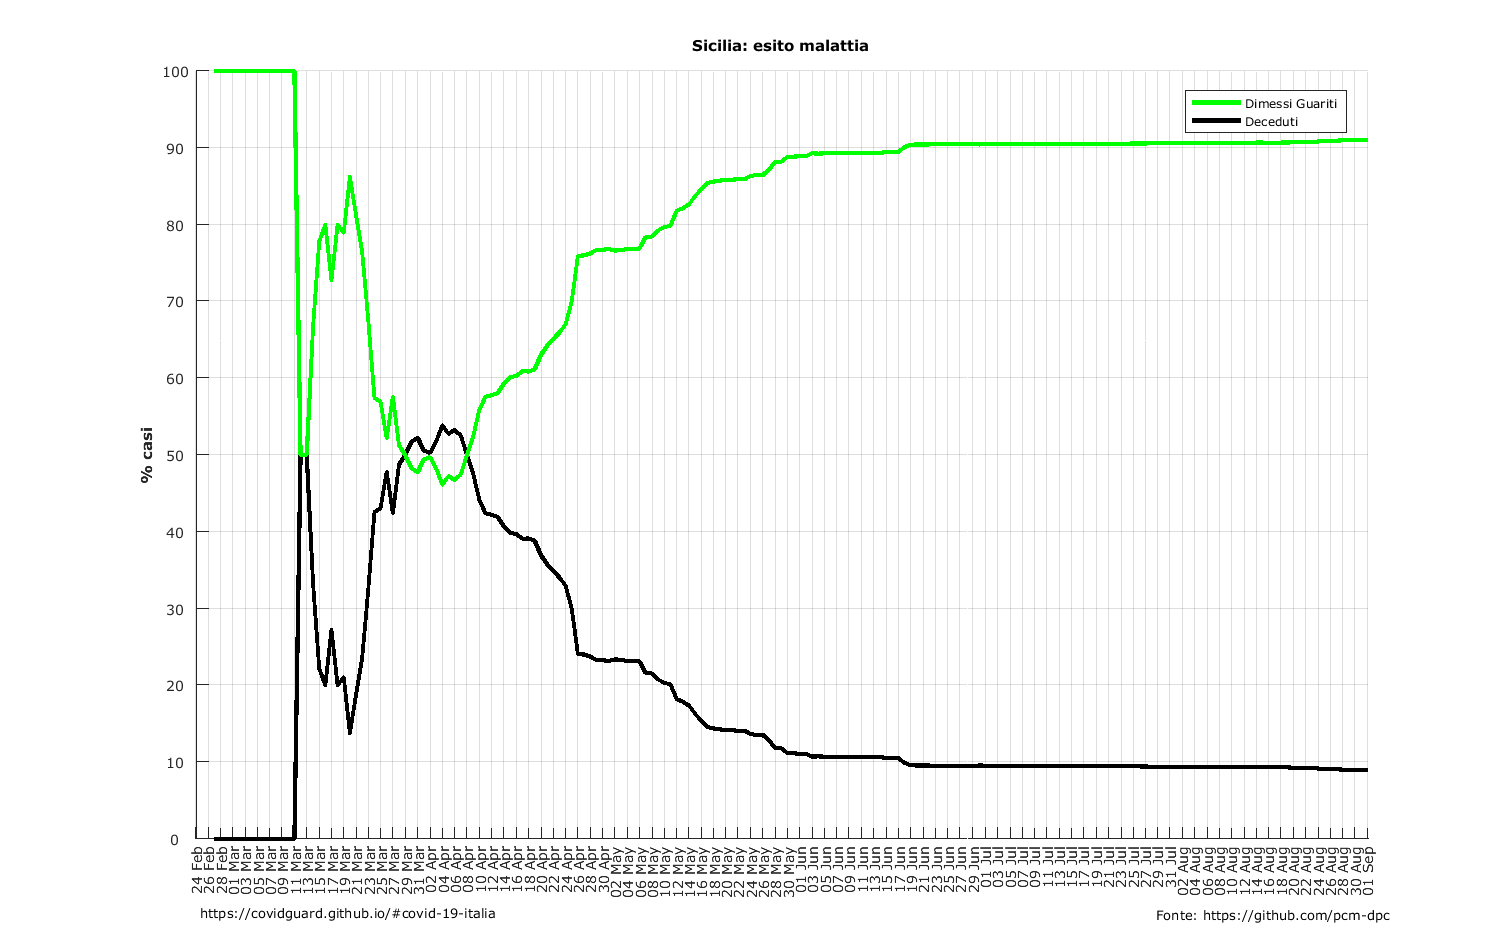 Sicilia: esito malattia
Dimessi Guariti
Deceduti
% casi
100
90
80
70
60
50
40
30
20
10
0
24 Feb
26 Feb
28 Feb
01 Mar
03 Mar
05 Mar
07 Mar
09 Mar
11 Mar
13 Mar
15 Mar
17 Mar
19 Mar
21 Mar
23 Mar
25 Mar
27 Mar
29 Mar
31 Mar
02 Apr
04 Apr
06 Apr
08 Apr
10 Apr
12 Apr
14 Apr
16 Apr
18 Apr
20 Apr
22 Apr
24 Apr
26 Apr
28 Apr
30 Apr
02 May
04 May
06 May
08 May
10 May
12 May
14 May
16 May
18 May
20 May
22 May
24 May
26 May
28 May
30 May
01 Jun
03 Jun
05 Jun
07 Jun
09 Jun
11 Jun
13 Jun
15 Jun
17 Jun
19 Jun
21 Jun
23 Jun
25 Jun
27 Jun
29 Jun
01 Jul
03 Jul
05 Jul
07 Jul
09 Jul
11 Jul
13 Jul
15 Jul
17 Jul
19 Jul
21 Jul
23 Jul
25 Jul
27 Jul
29 Jul
31 Jul
02 Aug
04 Aug
06 Aug
08 Aug
10 Aug
12 Aug
14 Aug
16 Aug
18 Aug
20 Aug
22 Aug
24 Aug
26 Aug
28 Aug
30 Aug
01 Sep
https://covidguard.github.io/#covid-19-italia
Fonte: https://github.com/pcm-dpc